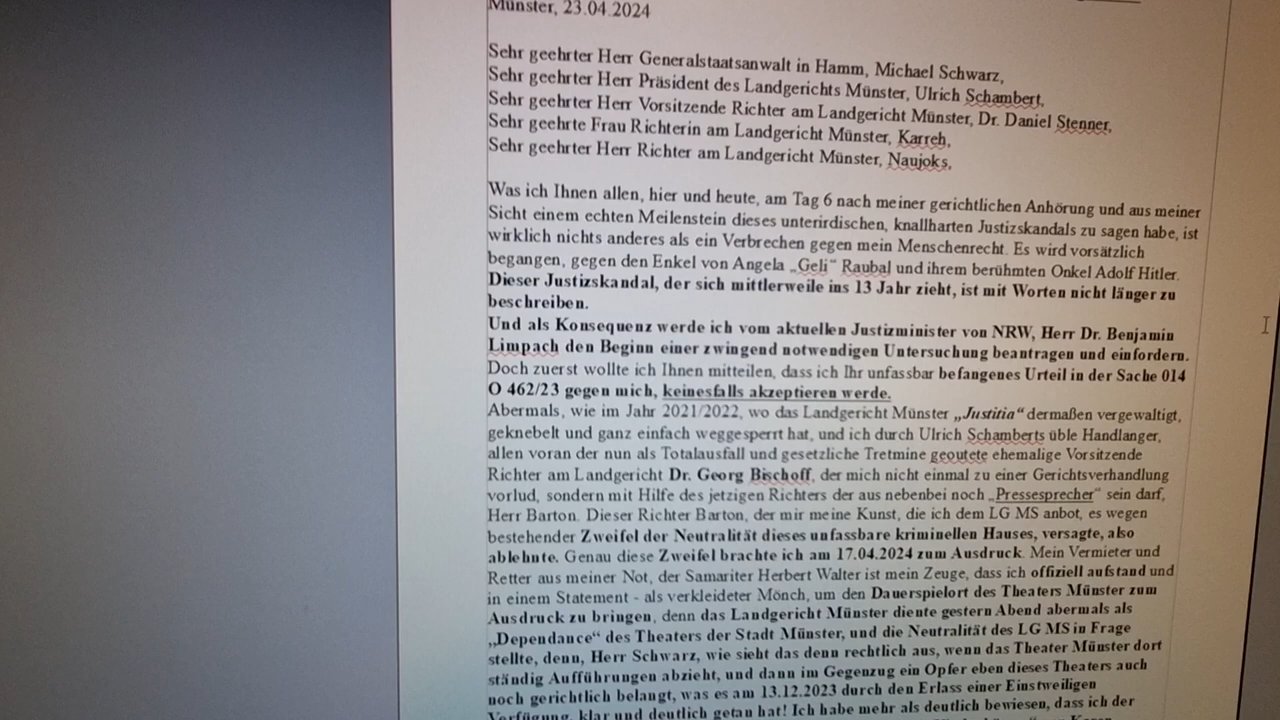 Münster, 23.04.2024
Sehr geehrter Herr Generalstaatsanwalt in Hamm, Michael Schwarz,
Sehr geehrter Herr Präsident des Landgerichts Münster, Ulrich Schambert,
Sehr geehrter Herr Vorsitzende Richter am Landgericht Münster, Dr. Daniel Stenner,
Sehr geehrte Frau Richterin am Landgericht Münster, Karreh,
Sehr geehrter Herr Richter am Landgericht Münster, Naujoks,
Was ich Ihnen allen, hier und heute, am Tag 6 nach meiner gerichtlichen Anhörung und aus meiner
Sicht einem echten Meilenstein dieses unterirdischen, knallharten Justizskandals zu sagen habe, ist
wirklich nichts anderes als ein Verbrechen gegen mein Menschenrecht. Es wird vorsätzlich
begangen, gegen den Enkel von Angela „Geli“ Raubal und ihrem berühmten Onkel Adolf Hitler.
Dieser Justizskandal, der sich mittlerweile ins 13 Jahr zieht, ist mit Worten nicht länger zu
beschreiben.
Und als Konsequenz werde ich vom aktuellen Justizminister von NRW, Herr Dr. Benjamin
Limpach den Beginn einer zwingend notwendigen Untersuchung beantragen und einfordern.
Doch zuerst wollte ich Ihnen mitteilen, dass ich Ihr unfassbar befangenes Urteil in der Sache 014
O 462/23 gegen mich, keinesfalls akzeptieren werde.
Abermals, wie im Jahr 2021/2022, wo das Landgericht Münster „Justitia“ dermaßen vergewaltigt,
geknebelt und ganz einfach weggesperrt hat, und ich durch Ulrich Schamberts üble Handlanger,
allen voran der nun als Totalausfall und gesetzliche Tretmine geoutete ehemalige Vorsitzende
Richter am Landgericht Dr. Georg Bischoff, der mich nicht einmal zu einer Gerichtsverhandlung
vorlud, sondern mit Hilfe des jetzigen Richters der aus nebenbei noch „Pressesprecher“ sein darf,
Herr Barton. Dieser Richter Barton, der mir meine Kunst, die ich dem LG MS anbot, es wegen
bestehender Zweifel der Neutralität dieses unfassbare kriminellen Hauses, versagte, also
ablehnte. Genau diese Zweifel brachte ich am 17.04.2024 zum Ausdruck. Mein Vermieter und
Retter aus meiner Not, der Samariter Herbert Walter ist mein Zeuge, dass ich offiziell aufstand und
in einem Statement - als verkleideter Mönch, um den Dauerspielort des Theaters Münster zum
Ausdruck zu bringen, denn das Landgericht Münster diente gestern Abend abermals als
„Dependance“ des Theaters der Stadt Münster, und die Neutralität des LG MS in Frage
stellte, denn, Herr Schwarz, wie sieht das denn rechtlich aus, wenn das Theater Münster dort
ständig Aufführungen abzieht, und dann im Gegenzug ein Opfer eben dieses Theaters auch
noch gerichtlich belangt, was es am 13.12.2023 durch den Erlass einer Einstweiligen
Verfügung, klar und deutlich getan hat! Ich habe mehr als deutlich bewiesen, dass ich der